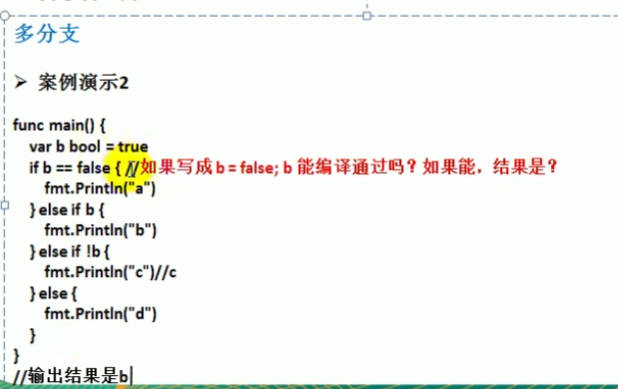 多分支
➢ 案例演示2
func main() {
var b bool = true
if b == false { //如果写成 b = false; b 能编译通过吗？如果能，结果是？
fmt.Println("a")
} else if b {
fmt.Println("b")
} else if !b {
fmt.Println("c")//c
} else {
fmt.Println("d")
}
}
//输出结果是b